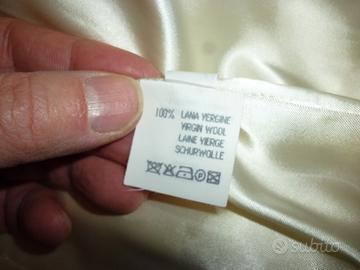 100% LANA VERGINE
VIRGIN WOOL
LAINE VIERGE
SCHURWOLLE
P
subito